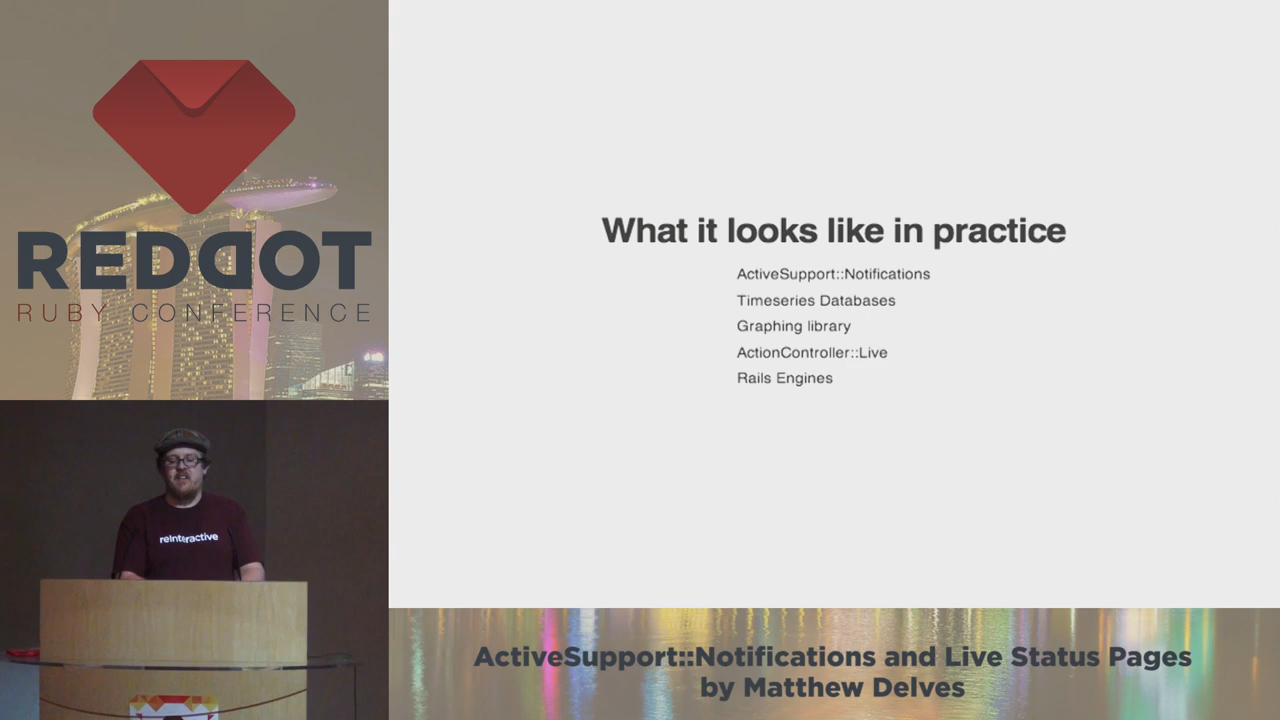 REDDOT
RUBY CONFERENCE
What it looks like in practice
ActiveSupport::Notifications
Timeseries Databases
Graphing library
ActionController::Live
Rails Engines
reinteractive
ActiveSupport::Notifications and Live Status Pages
by Matthew Delves